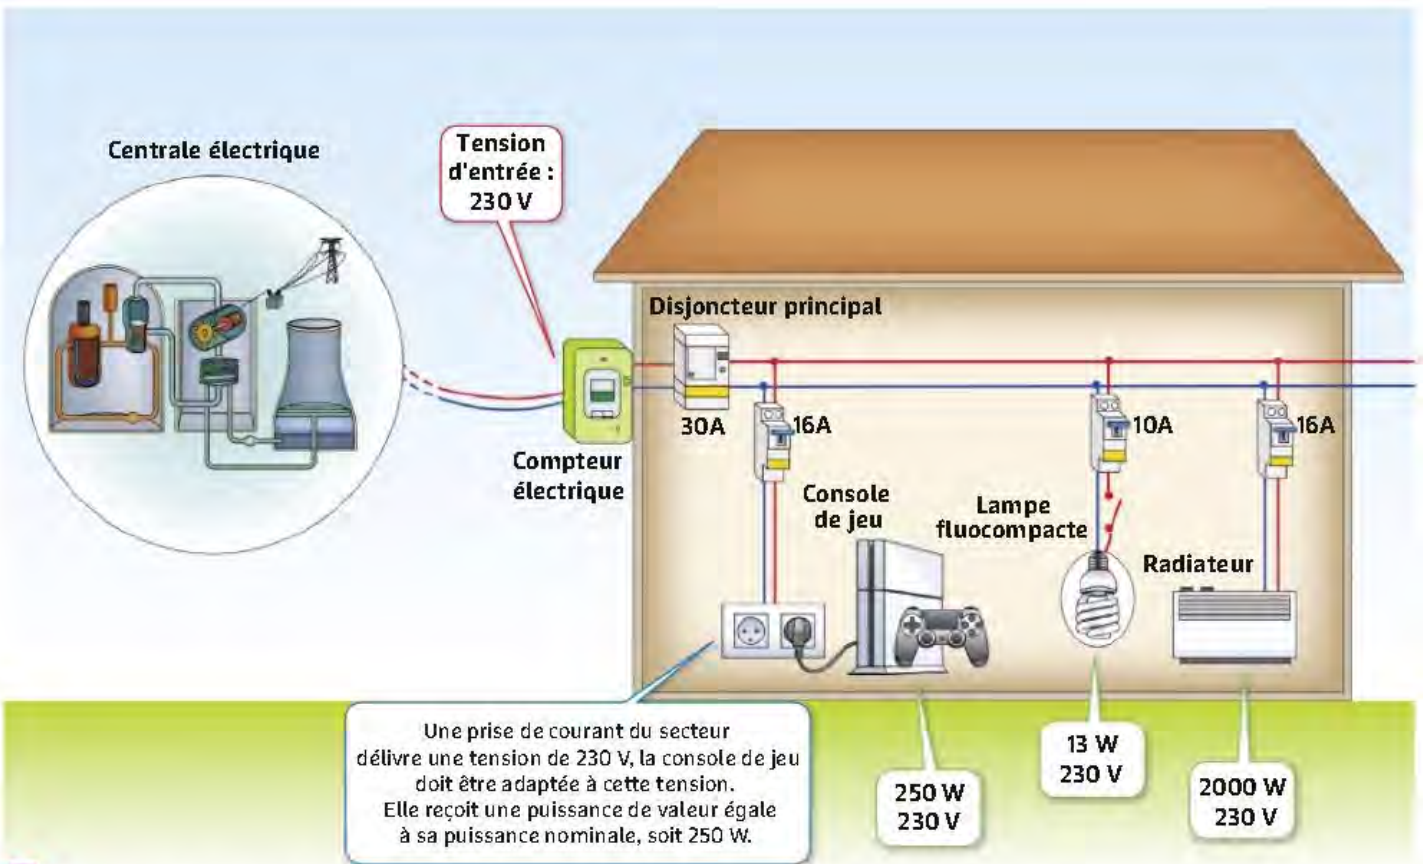 Centrale électrique
Tension
d'entrée :
230 V
Disjoncteur principal
30A
16A
10A
16A
Compteur
électrique
Console
de jeu
Lampe
fluocompacte
Radiateur
Une prise de courant du secteur
délivre une tension de 230 V, la console de jeu
doit être adaptée à cette tension.
Elle reçoit une puissance de valeur égale
à sa puissance nominale, soit 250 W.
250 W
230 V
13 W
230 V
2000 W
230 V